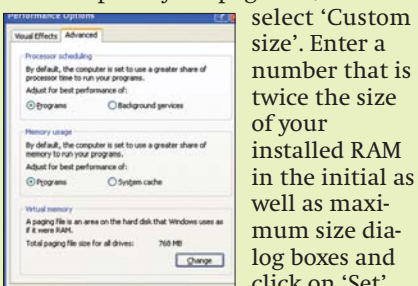 Performance Options
Visual Effects Advanced
Processor scheduling
By default, the computer is set to use a greater share of
processor time to run your programs.
Adjust for best performance of:
Programs Background services
Memory usage
By default, the computer is set to use a greater share of
memory to run your programs.
Adjust for best performance of:
Programs System cache
Virtual memory
A paging file is an area on the hard disk that Windows uses as
if it were RAM.
Total paging file size for all drives: 768 MB
Change
select ‘Custom
size’. Enter a
number that is
twice the size
of your
installed RAM
in the initial as
well as maxi-
mum size dia-
log boxes and
click on ‘Set’